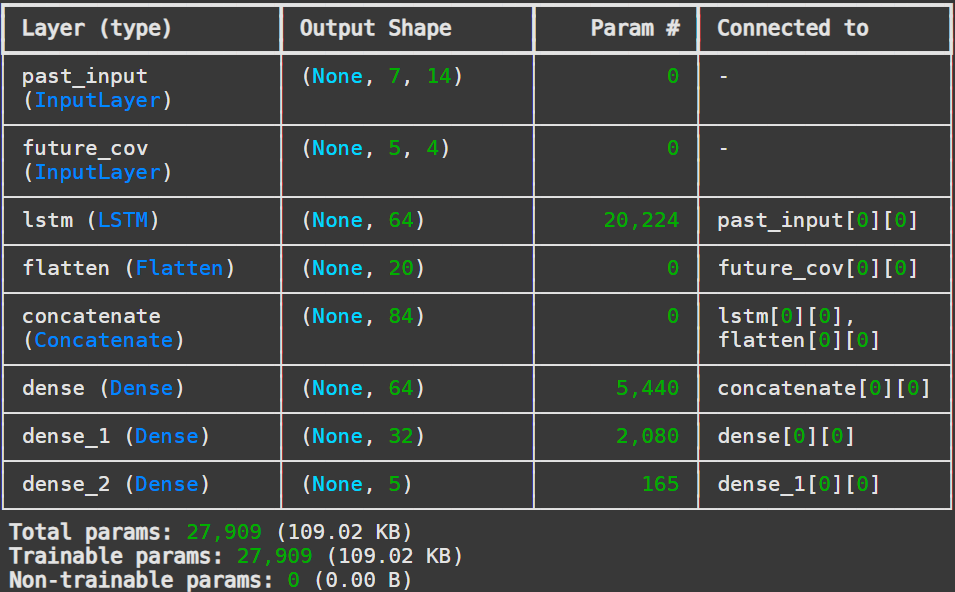 Layer (type) Output Shape Param # Connected to
past_input (None, 7, 14) 0 -
(InputLayer)
future_cov (None, 5, 4) 0 -
(InputLayer)
lstm (LSTM) (None, 64) 20,224 past_input[0][0]
flatten (Flatten) (None, 20) 0 future_cov[0][0]
concatenate (None, 84) 0 lstm[0][0],
(Concatenate) flatten[0][0]
dense (Dense) (None, 64) 5,440 concatenate[0][0]
dense_1 (Dense) (None, 32) 2,080 dense[0][0]
dense_2 (Dense) (None, 5) 165 dense_1[0][0]
Total params: 27,909 (109.02 KB)
Trainable params: 27,909 (109.02 KB)
Non-trainable params: 0 (0.00 B)